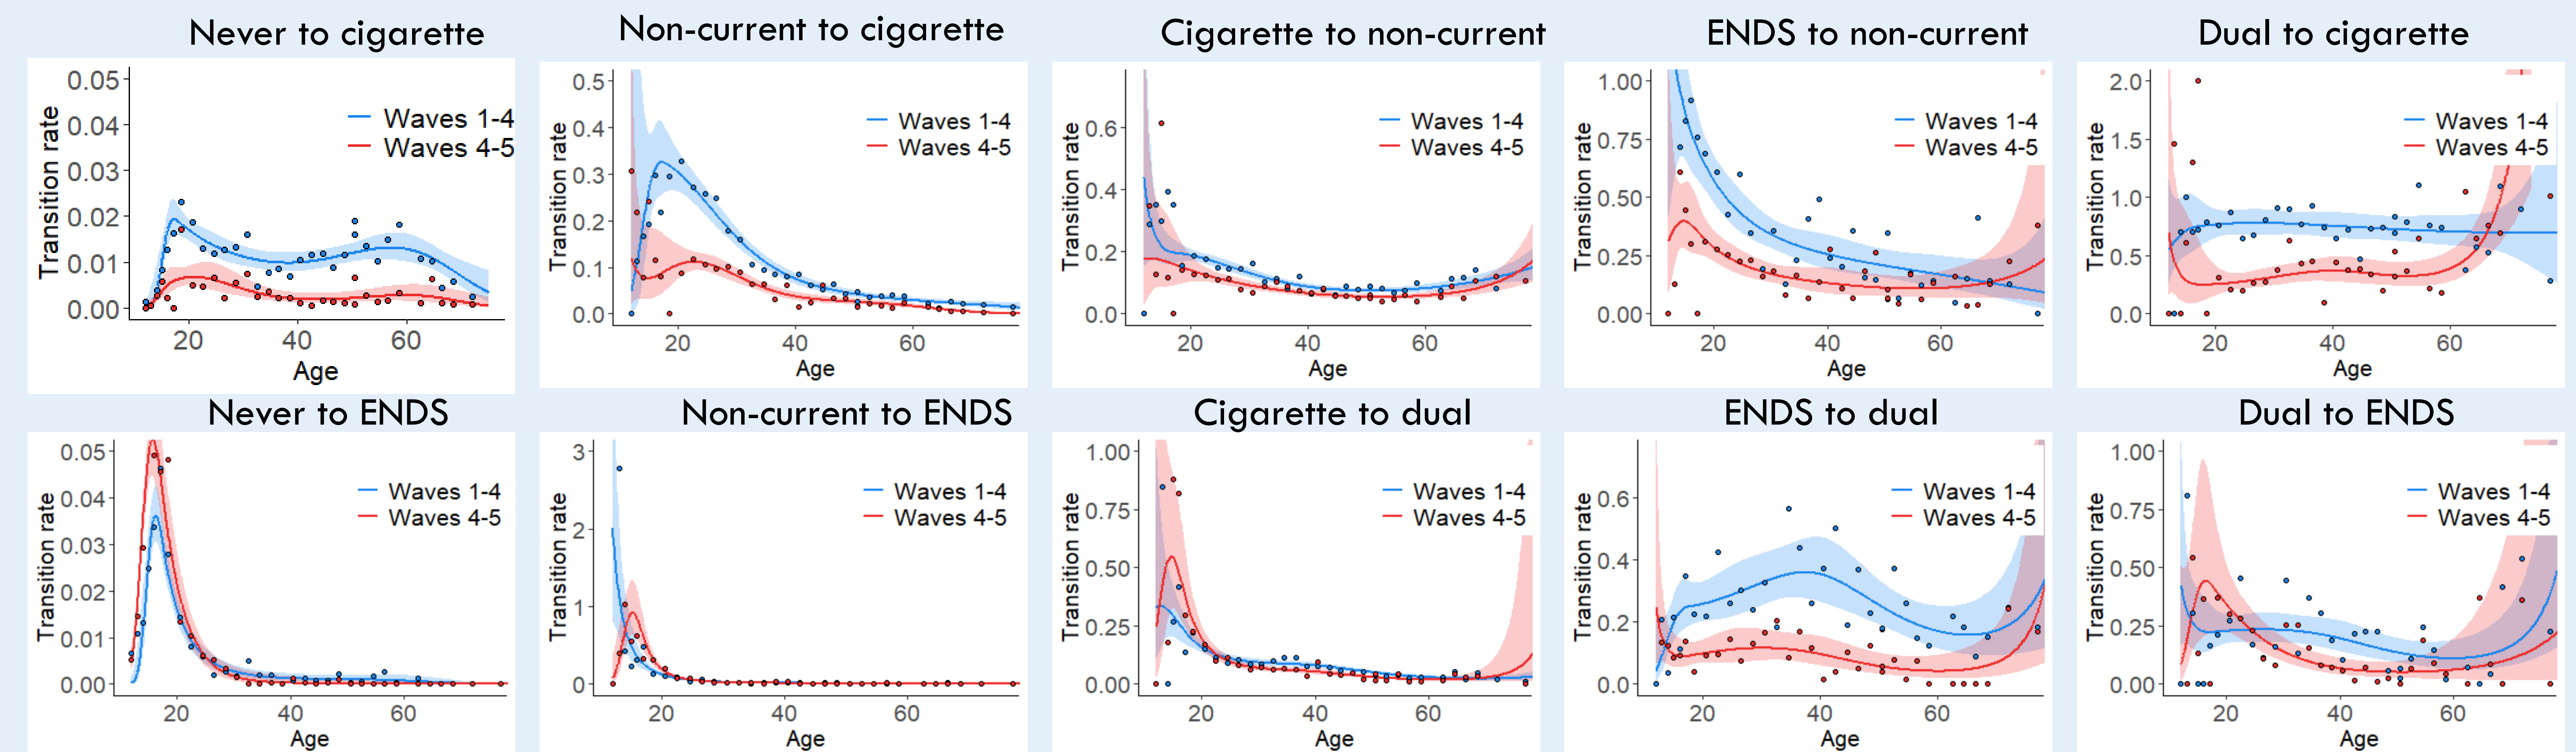 Never to cigarette
0.05
0.04
0.03
0.02
0.01
0.00
Transition rate
Waves 1-4
Waves 4-5
20 40 60
Age
Non-current to cigarette
0.5
0.4
0.3
0.2
0.1
0.0
Transition rate
Waves 1-4
Waves 4-5
20 40 60
Age
Cigarette to non-current
0.6
0.4
0.2
0.0
Transition rate
Waves 1-4
Waves 4-5
20 40 60
Age
ENDS to non-current
1.00
0.75
0.50
0.25
0.00
Transition rate
Waves 1-4
Waves 4-5
20 40 60
Age
Dual to cigarette
2.0
1.5
1.0
0.5
0.0
Transition rate
Waves 1-4
Waves 4-5
20 40 60
Age
Never to ENDS
0.05
0.04
0.03
0.02
0.01
0.00
Transition rate
Waves 1-4
Waves 4-5
20 40 60
Age
Non-current to ENDS
3
2
1
0
Transition rate
Waves 1-4
Waves 4-5
20 40 60
Age
Cigarette to dual
1.00
0.75
0.50
0.25
0.00
Transition rate
Waves 1-4
Waves 4-5
20 40 60
Age
ENDS to dual
0.6
0.4
0.2
0.0
Transition rate
Waves 1-4
Waves 4-5
20 40 60
Age
Dual to ENDS
1.00
0.75
0.50
0.25
0.00
Transition rate
Waves 1-4
Waves 4-5
20 40 60
Age